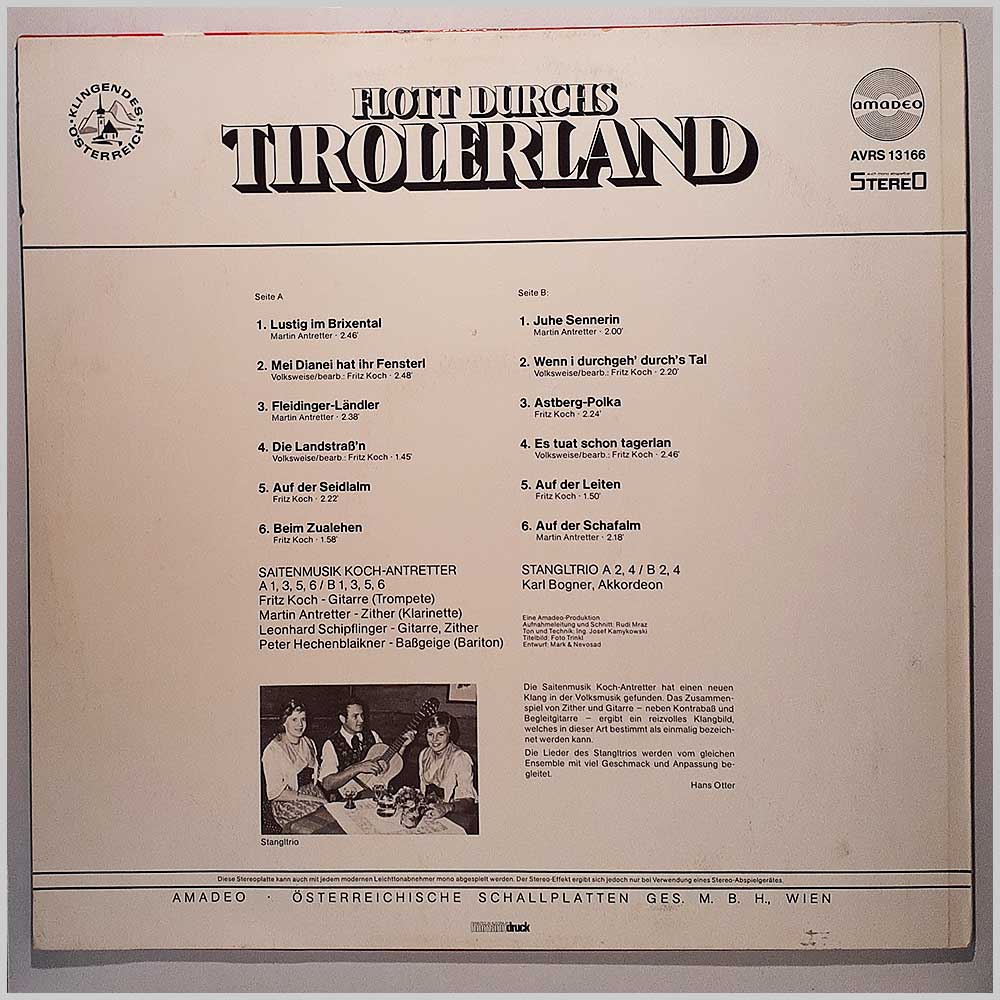 KLINGENDES
ÖSTERREICH
FLOTT DURCHS
TIROLERLAND
amadeo
AVRS 13166
auch mono abspielbar
STEREO
Seite A
1. Lustig im Brixental
Martin Antretter · 2.46'
2. Mei Dianei hat ihr Fensterl
Volksweise/bearb.: Fritz Koch · 2.48'
3. Fleidinger-Ländler
Martin Antretter · 2.38'
4. Die Landstraß'n
Volksweise/bearb.: Fritz Koch · 1.45'
5. Auf der Seidlalm
Fritz Koch · 2.22'
6. Beim Zualehen
Fritz Koch · 1.58'
SAITENMUSIK KOCH-ANTRETTER
A 1, 3, 5, 6 / B 1, 3, 5, 6
Fritz Koch - Gitarre (Trompete)
Martin Antretter - Zither (Klarinette)
Leonhard Schipflinger - Gitarre, Zither
Peter Hechenblaikner - Baßgeige (Bariton)
Stangltrio
Seite B:
1. Juhe Sennerin
Martin Antretter · 2.00'
2. Wenn i durchgeh' durch's Tal
Volksweise/bearb.: Fritz Koch · 2.20'
3. Astberg-Polka
Fritz Koch · 2.24'
4. Es tuat schon tagerlan
Volksweise/bearb.: Fritz Koch · 2.46'
5. Auf der Leiten
Fritz Koch · 1.50'
6. Auf der Schafalm
Martin Antretter · 2.18'
STANGLTRIO A 2, 4 / B 2, 4
Karl Bogner, Akkordeon
Eine Amadeo-Produktion
Aufnahmeleitung und Schnitt: Rudi Mraz
Ton und Technik: Ing. Josef Kamykowski
Titelbild: Foto Trinkl
Entwurf: Mark & Nevosad
Die Saitenmusik Koch-Antretter hat einen neuen
Klang in der Volksmusik gefunden. Das Zusammen-
spiel von Zither und Gitarre – neben Kontrabaß und
Begleitgitarre – ergibt ein reizvolles Klangbild,
welches in dieser Art bestimmt als einmalig bezeich-
net werden kann.
Die Lieder des Stangltrios werden vom gleichen
Ensemble mit viel Geschmack und Anpassung be-
gleitet.
Hans Otter
Diese Stereoplatte kann auch mit jedem modernen Leichttonabnehmer mono abgespielt werden. Der Stereo-Effekt ergibt sich jedoch nur bei Verwendung eines Stereo-Abspielgerätes.
AMADEO · ÖSTERREICHISCHE SCHALLPLATTEN GES. M. B. H., WIEN